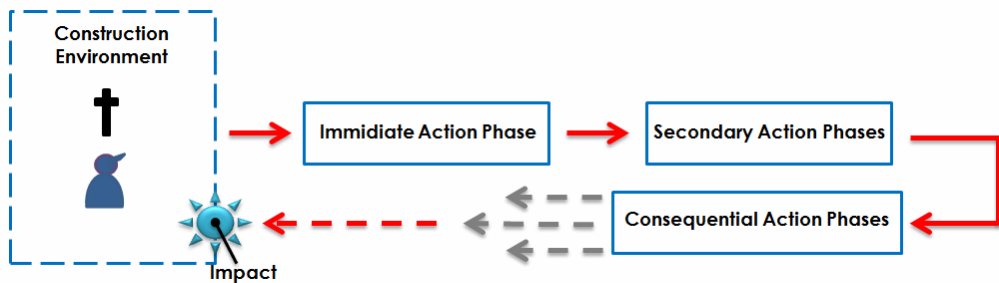 Construction
Environment
Immidiate Action Phase
Secondary Action Phases
Consequential Action Phases
Impact